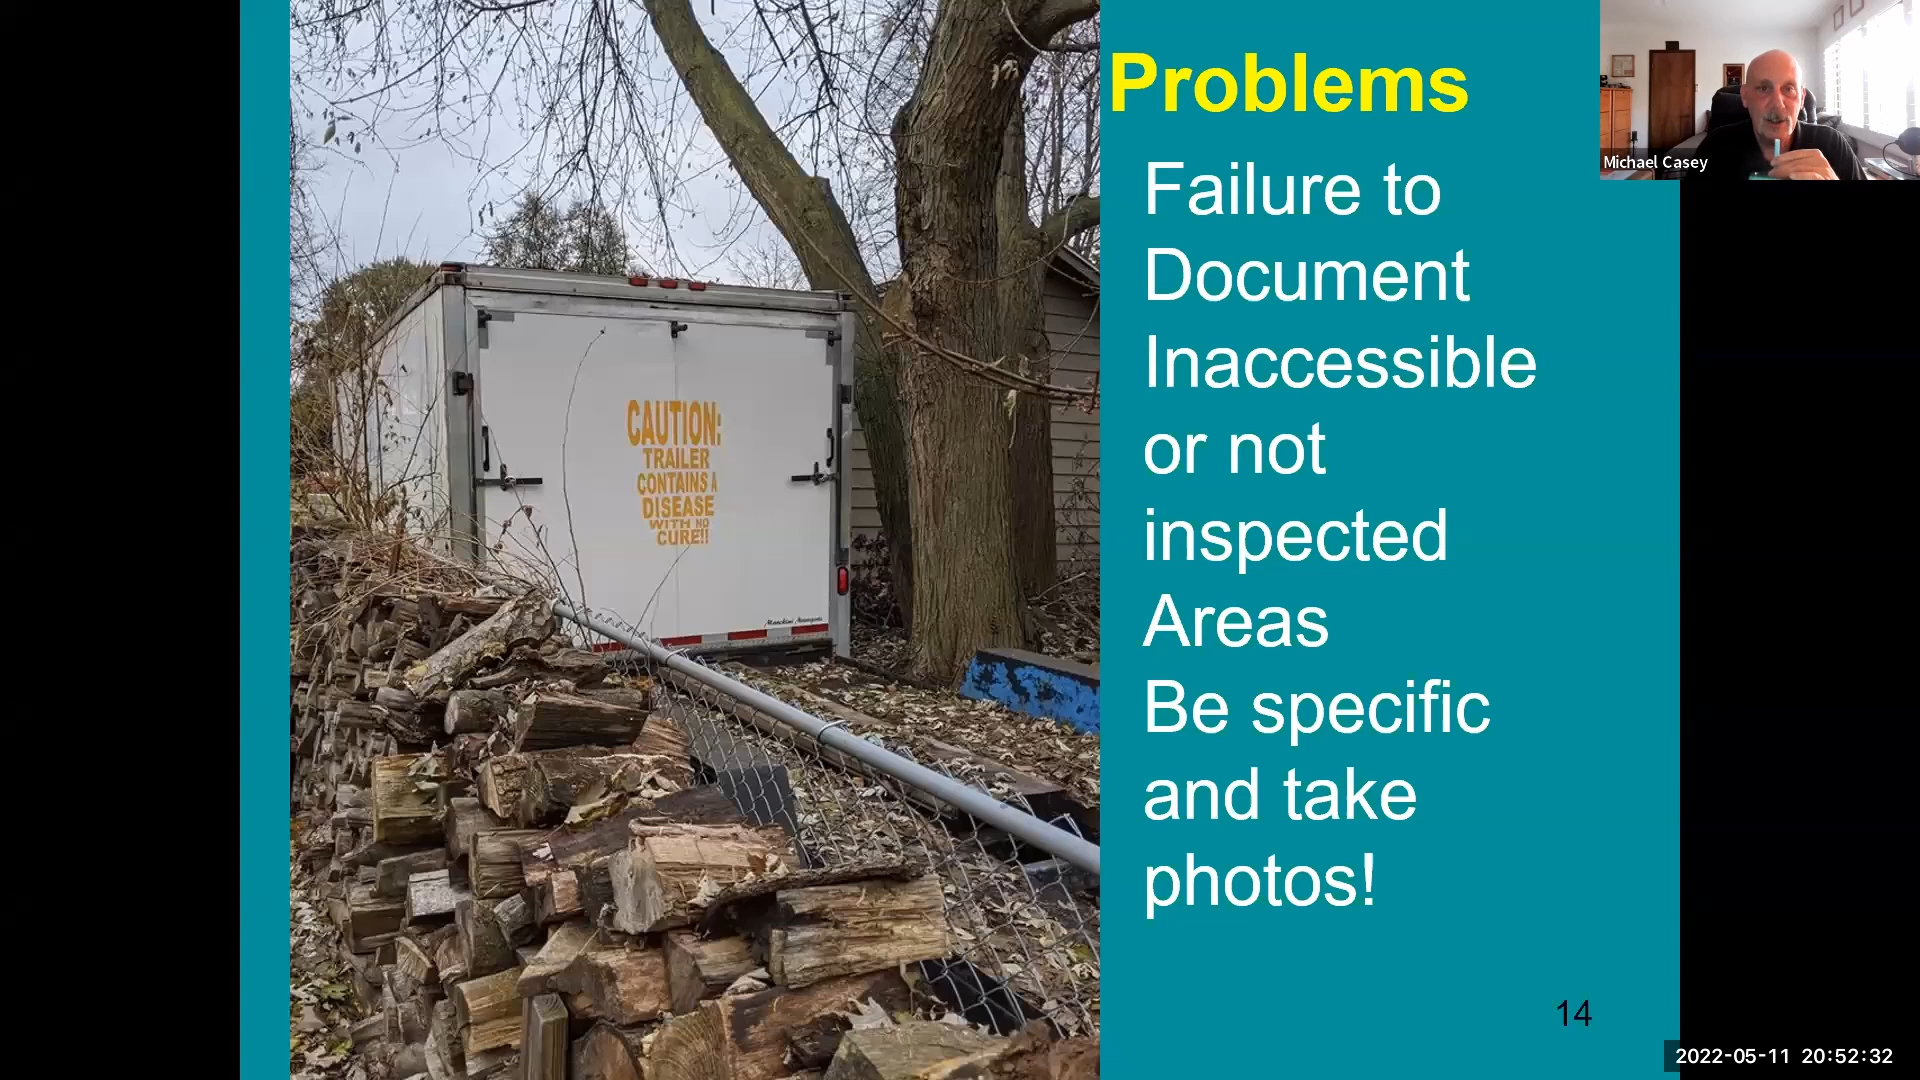 Problems
Failure to
Document
Inaccessible
or not
inspected
Areas
Be specific
and take
photos!
14
CAUTION:
TRAILER
CONTAINS A
DISEASE
WITH NO
CURE!!
Michael Casey
2022-05-11 20:52:32